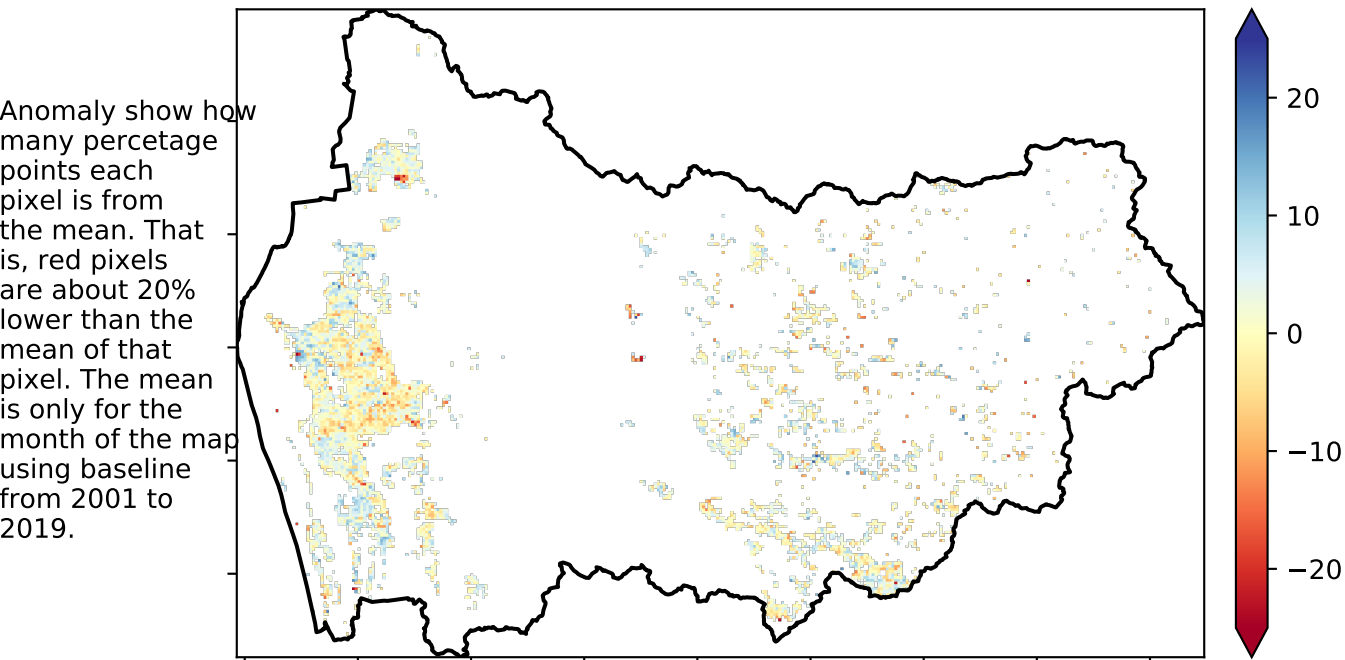 Anomaly show how
many percetage
points each
pixel is from
the mean. That
is, red pixels
are about 20%
lower than the
mean of that
pixel. The mean
is only for the
month of the map
using baseline
from 2001 to
2019.
20
10
0
−10
−20